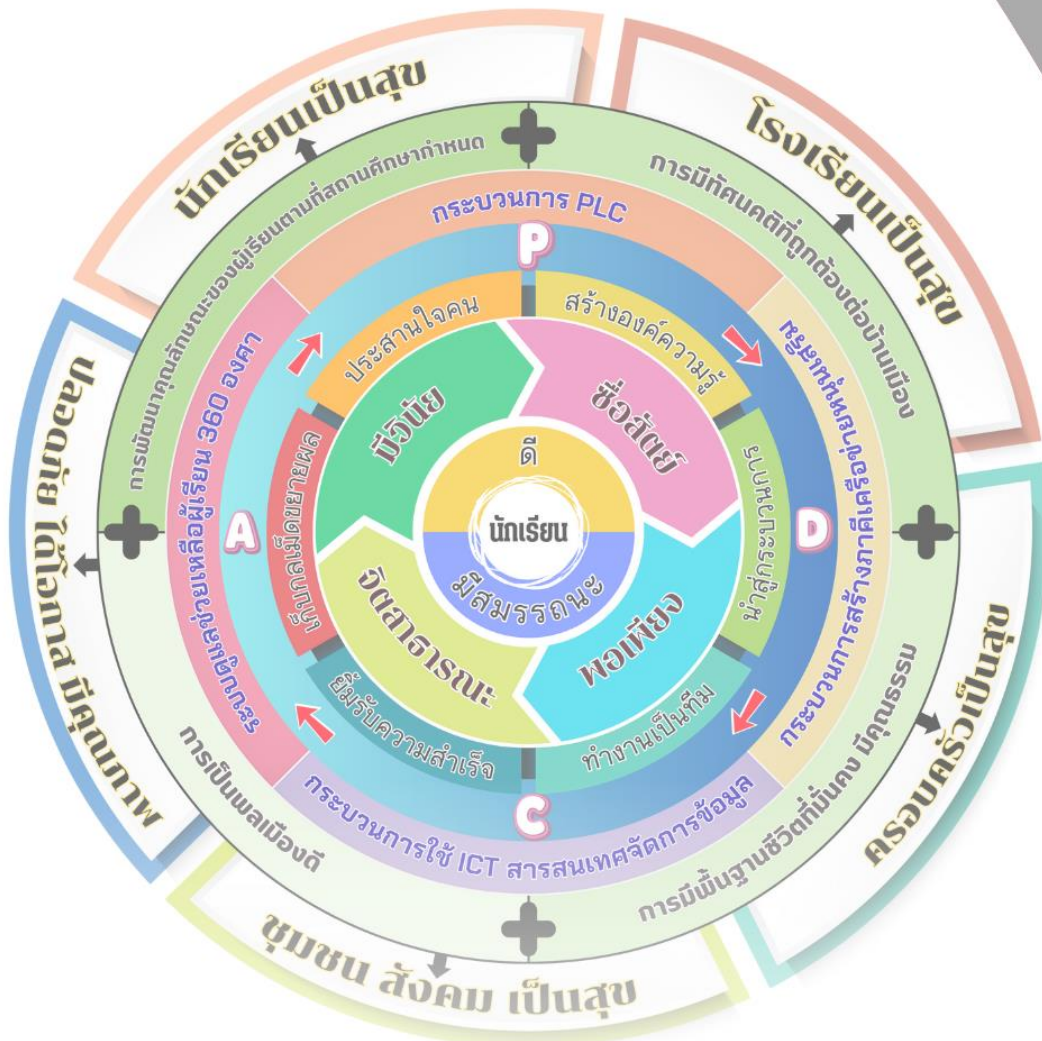 นักเรียนเป็นสุข
โรงเรียนเป็นสุข
ครอบครัวเป็นสุข
ชุมชน สังคม เป็นสุข
ปลอดภัย ได้โอกาส มีคุณภาพ
การพัฒนาคุณลักษณะของผู้เรียนตามที่สถานศึกษากำหนด
การมีทัศนคติที่ถูกต้องต่อบ้านเมือง
การมีพื้นฐานชีวิตที่มั่นคง มีคุณธรรม
การเป็นพลเมืองดี
กระบวนการ PLC
กระบวนการสร้างภาคีเครือข่ายหนุนเสริม
กระบวนการใช้ ICT สารสนเทศจัดการข้อมูล
ระบบดูแลช่วยเหลือผู้เรียน 360 องศา
P
D
C
A
ประสานใจคน
สร้างองค์ความรู้
นำสู่กระบวนการ
ทำงานเป็นทีม
ยิ้มรับความสำเร็จ
เก็บเกล็ดขยายผล
มีวินัย
ซื่อสัตย์
พอเพียง
จิตสาธารณะ
ดี
นักเรียน
มีสมรรถนะ